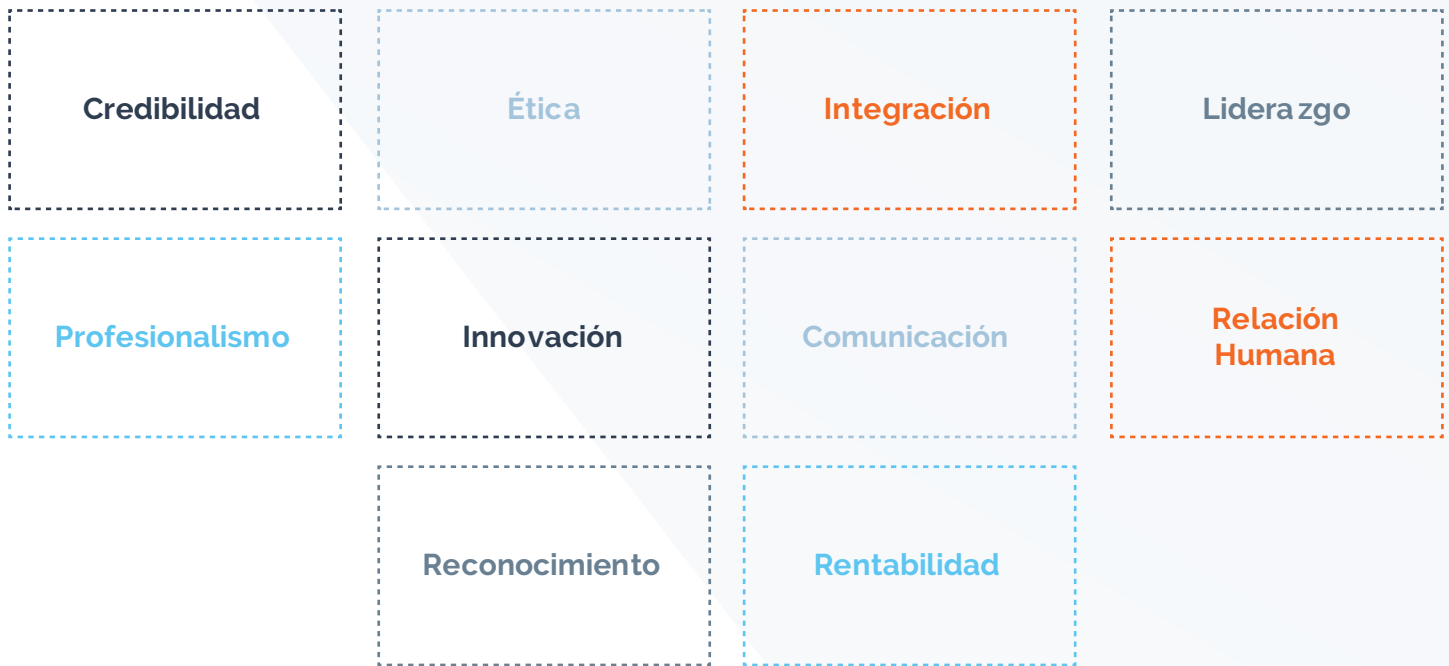 Credibilidad
Ética
Integración
Liderazgo
Profesionalismo
Innovación
Comunicación
Relación
Humana
Reconocimiento
Rentabilidad